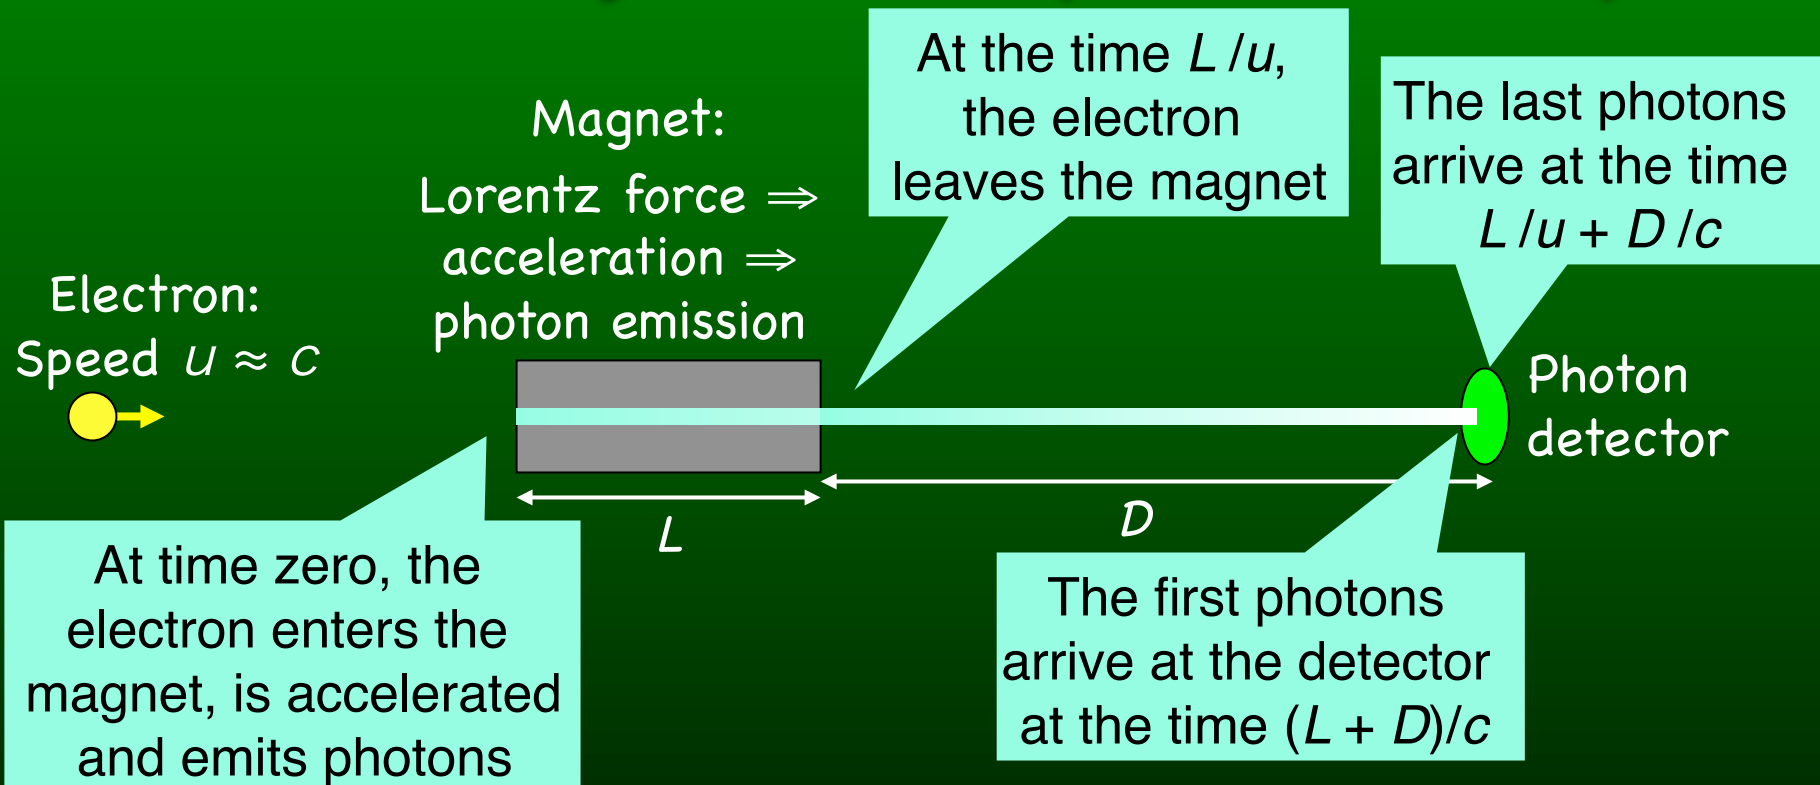 Electron:
Speed u ≈ c
Magnet:
Lorentz force ⇒
acceleration ⇒
photon emission
At the time L /u,
the electron
leaves the magnet
The last photons
arrive at the time
L /u + D /c
Photon
detector
L
D
At time zero, the
electron enters the
magnet, is accelerated
and emits photons
The first photons
arrive at the detector
at the time (L + D)/c